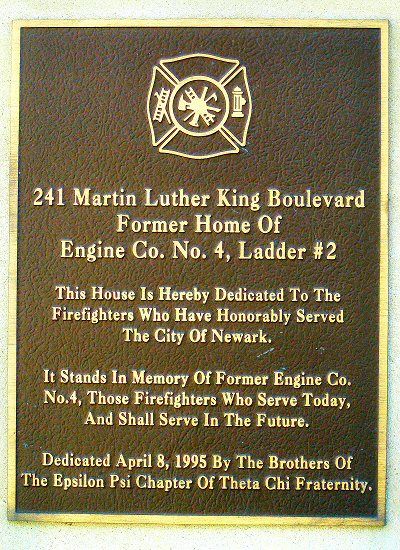 241 Martin Luther King Boulevard
Former Home Of
Engine Co. No. 4, Ladder #2
This House Is Hereby Dedicated To The
Firefighters Who Have Honorably Served
The City Of Newark.
It Stands In Memory Of Former Engine Co.
No.4, Those Firefighters Who Serve Today,
And Shall Serve In The Future.
Dedicated April 8, 1995 By The Brothers Of
The Epsilon Psi Chapter Of Theta Chi Fraternity.